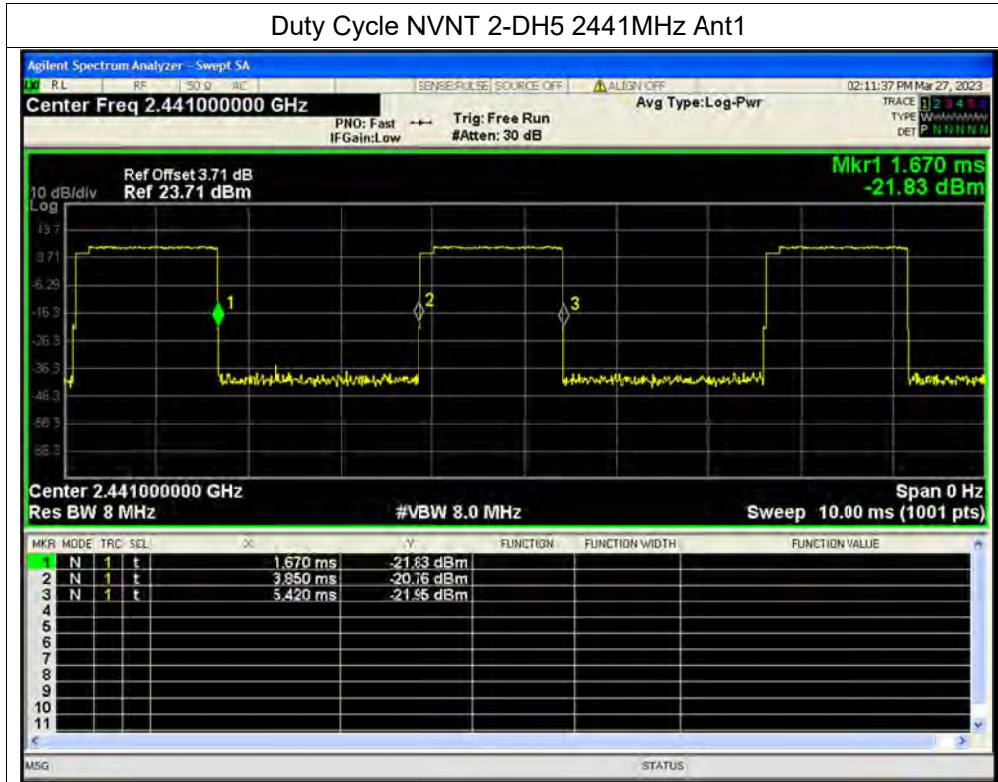 Duty Cycle NVNT 2-DH5 2441MHz Ant1
Agilent Spectrum Analyzer - Swept SA
RL RF 50 Ω AC SENSE:PULSE SOURCE OFF ALIGN OFF 02:11:37 PM Mar 27, 2023
Center Freq 2.441000000 GHz Avg Type:Log-Pwr TRACE 1 2 3 4 5 6
PNO: Fast Trig: Free Run TYPE W
IFGain:Low #Atten: 30 dB DET P N N N N N
Mkr1 1.670 ms
Ref Offset 3.71 dB
10 dB/div Ref 23.71 dBm -21.83 dBm
Log
13.7
3.71
-6.29
-16.3
-26.3
-36.3
-46.3
-56.3
-66.3
1
2
3
Center 2.441000000 GHz Span 0 Hz
Res BW 8 MHz #VBW 8.0 MHz Sweep 10.00 ms (1001 pts)
MKR MODE TRC SCL X Y FUNCTION FUNCTION WIDTH FUNCTION VALUE
1 N 1 t 1.670 ms -21.83 dBm
2 N 1 t 3.850 ms -20.76 dBm
3 N 1 t 5.420 ms -21.95 dBm
4
5
6
7
8
9
10
11
MSG STATUS